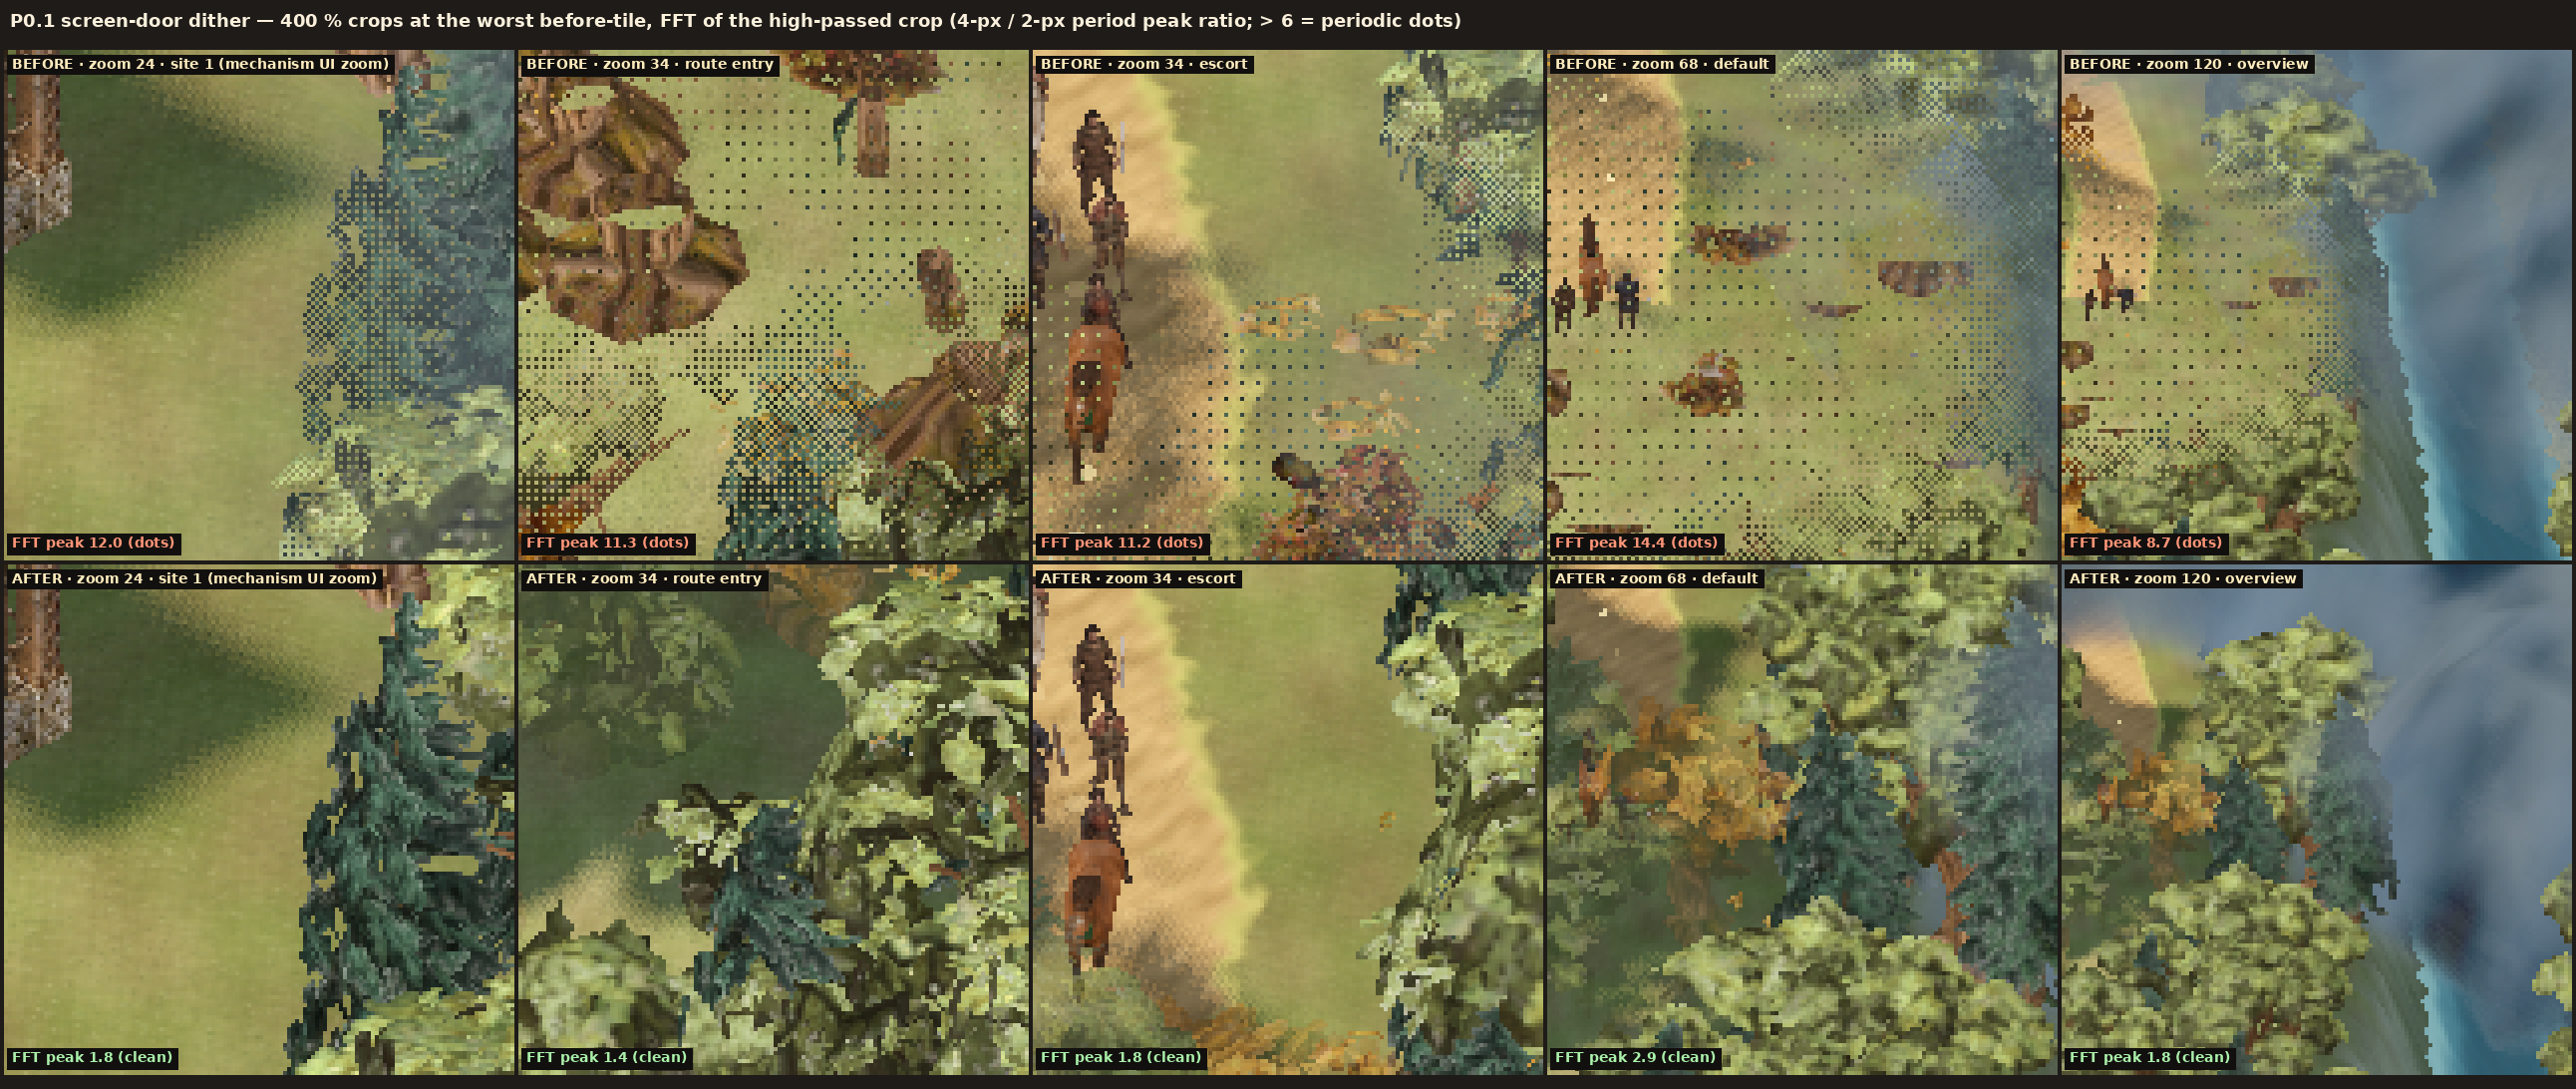 P0.1 screen-door dither — 400 % crops at the worst before-tile, FFT of the high-passed crop (4-px / 2-px period peak ratio; > 6 = periodic dots)
BEFORE · zoom 24 · site 1 (mechanism UI zoom)
BEFORE · zoom 34 · route entry
BEFORE · zoom 34 · escort
BEFORE · zoom 68 · default
BEFORE · zoom 120 · overview
FFT peak 12.0 (dots)
FFT peak 11.3 (dots)
FFT peak 11.2 (dots)
FFT peak 14.4 (dots)
FFT peak 8.7 (dots)
AFTER · zoom 24 · site 1 (mechanism UI zoom)
AFTER · zoom 34 · route entry
AFTER · zoom 34 · escort
AFTER · zoom 68 · default
AFTER · zoom 120 · overview
FFT peak 1.8 (clean)
FFT peak 1.4 (clean)
FFT peak 1.8 (clean)
FFT peak 2.9 (clean)
FFT peak 1.8 (clean)